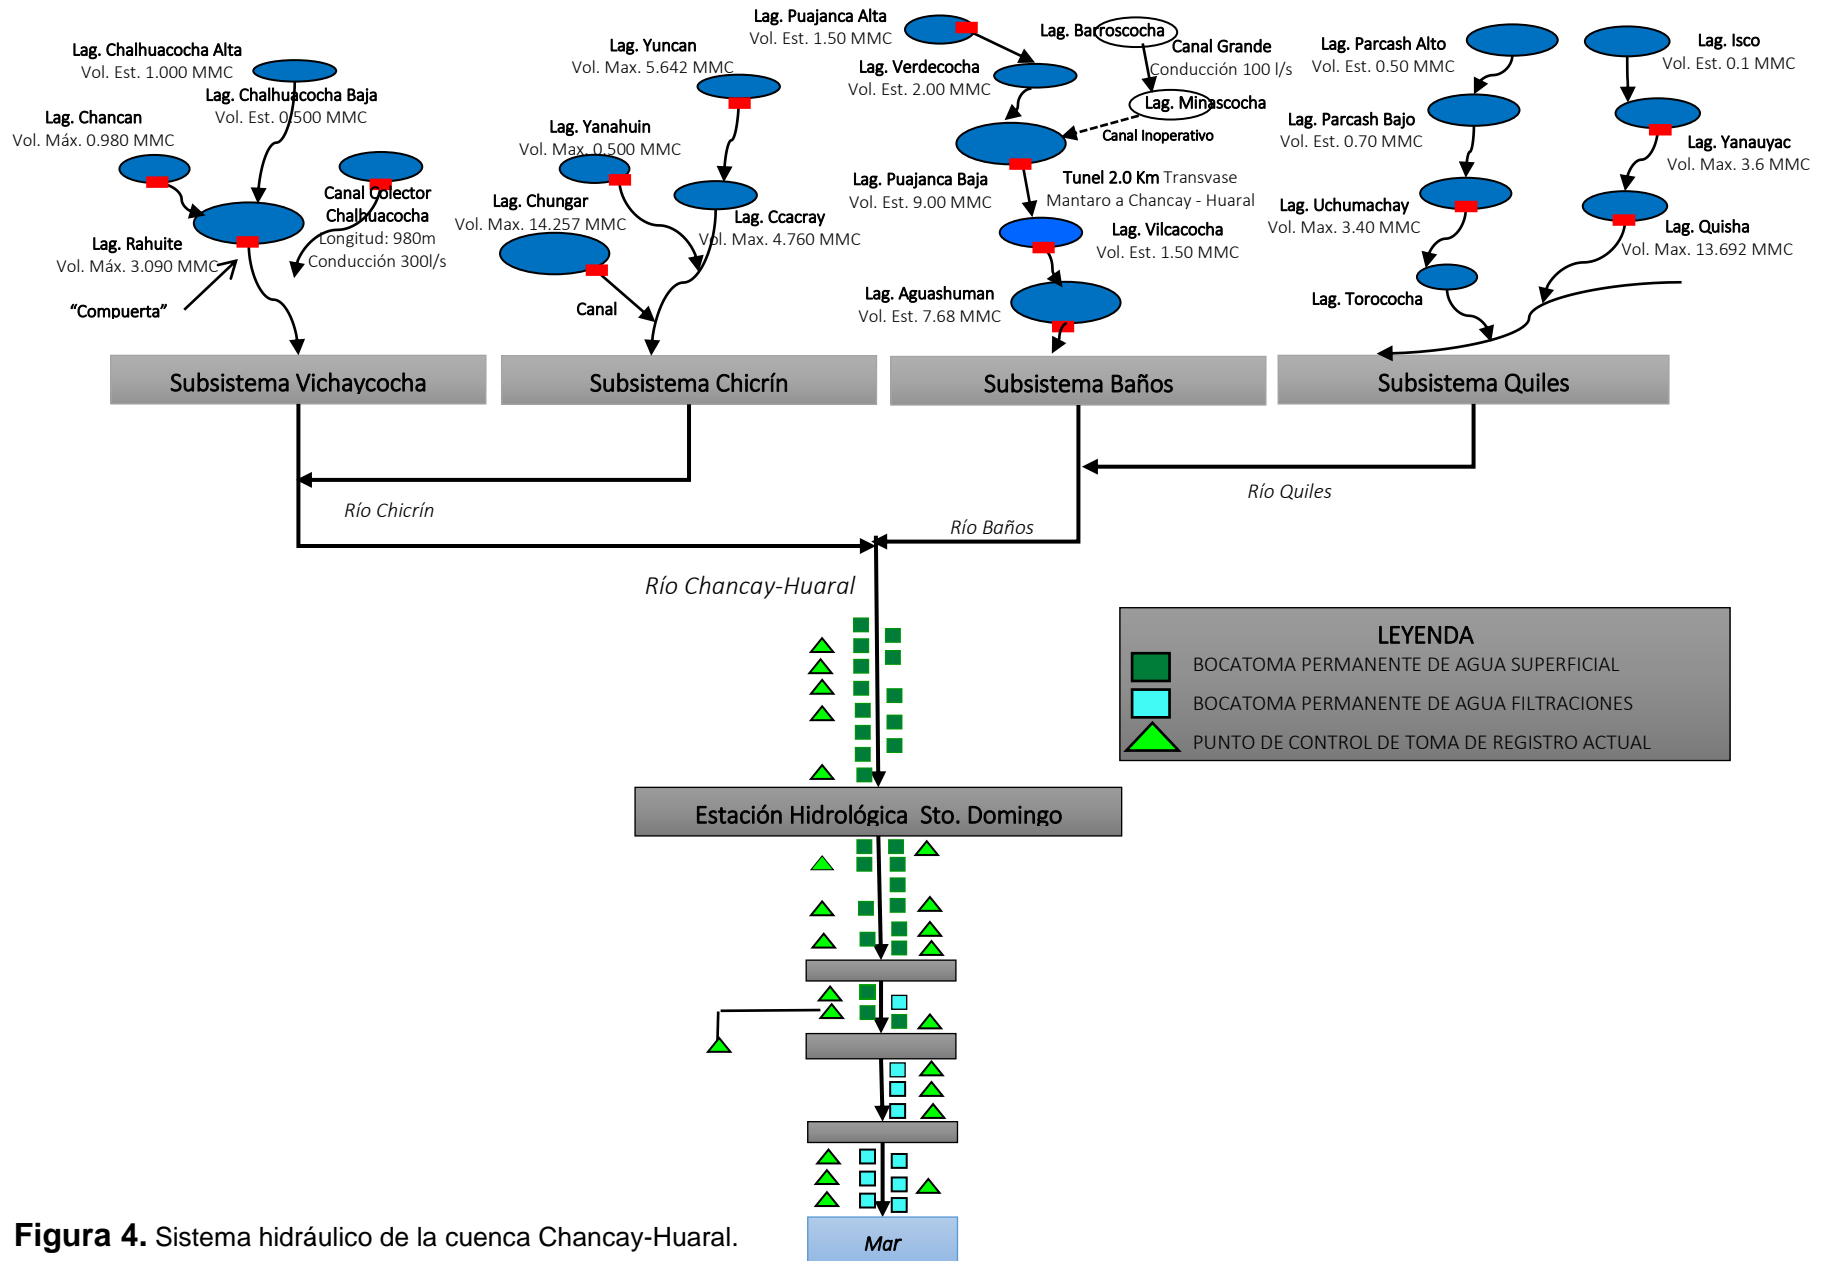 Lag. Chalhuacocha Alta
Vol. Est. 1.000 MMC
Lag. Chalhuacocha Baja
Vol. Est. 0.500 MMC
Lag. Chancan
Vol. Máx. 0.980 MMC
Canal Colector
Chalhuacocha
Longitud: 980m
Conducción 300l/s
Lag. Rahuite
Vol. Máx. 3.090 MMC
“Compuerta”
Lag. Yuncan
Vol. Max. 5.642 MMC
Lag. Yanahuin
Vol. Max. 0.500 MMC
Lag. Chungar
Vol. Max. 14.257 MMC
Lag. Ccacray
Vol. Max. 4.760 MMC
Canal
Lag. Puajanca Alta
Vol. Est. 1.50 MMC
Lag. Barroscocha
Canal Grande
Conducción 100 l/s
Lag. Verdecocha
Vol. Est. 2.00 MMC
Lag. Minascocha
Canal Inoperativo
Lag. Puajanca Baja
Vol. Est. 9.00 MMC
Tunel 2.0 Km Transvase
Mantaro a Chancay - Huaral
Lag. Vilcacocha
Vol. Est. 1.50 MMC
Lag. Aguashuman
Vol. Est. 7.68 MMC
Lag. Parcash Alto
Vol. Est. 0.50 MMC
Lag. Isco
Vol. Est. 0.1 MMC
Lag. Parcash Bajo
Vol. Est. 0.70 MMC
Lag. Yanauyac
Vol. Max. 3.6 MMC
Lag. Uchumachay
Vol. Max. 3.40 MMC
Lag. Quisha
Vol. Max. 13.692 MMC
Lag. Torococha
Subsistema Vichaycocha
Subsistema Chicrín
Subsistema Baños
Subsistema Quiles
Río Chicrín
Río Quiles
Río Baños
Río Chancay-Huaral
LEYENDA
BOCATOMA PERMANENTE DE AGUA SUPERFICIAL
BOCATOMA PERMANENTE DE AGUA FILTRACIONES
PUNTO DE CONTROL DE TOMA DE REGISTRO ACTUAL
Estación Hidrológica Sto. Domingo
Mar
Figura 4. Sistema hidráulico de la cuenca Chancay-Huaral.